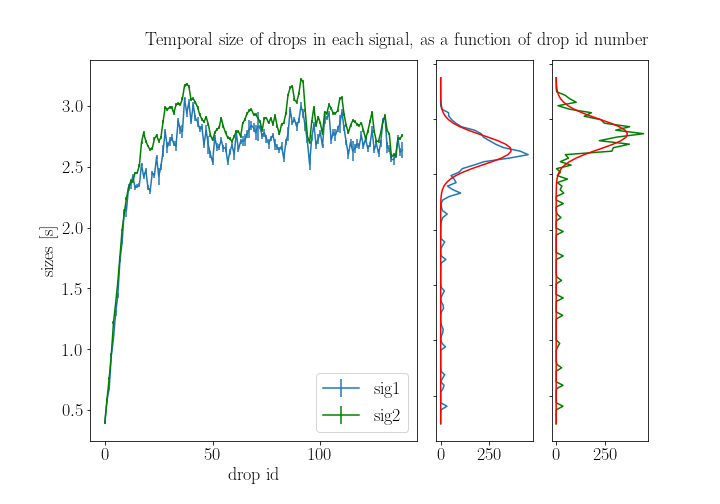 Temporal size of drops in each signal, as a function of drop id number
sizes [s]
3.0
2.5
2.0
1.5
1.0
0.5
sig1
sig2
0 50 100
0 250
0 250
drop id